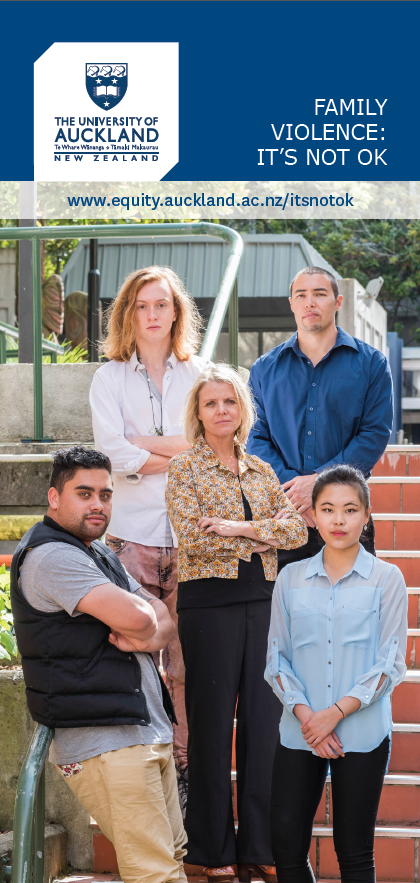 THE UNIVERSITY OF
AUCKLAND
Te Whare Wānanga o Tāmaki Makaurau
NEW ZEALAND
FAMILY
VIOLENCE:
IT'S NOT OK
www.equity.auckland.ac.nz/itsnotok